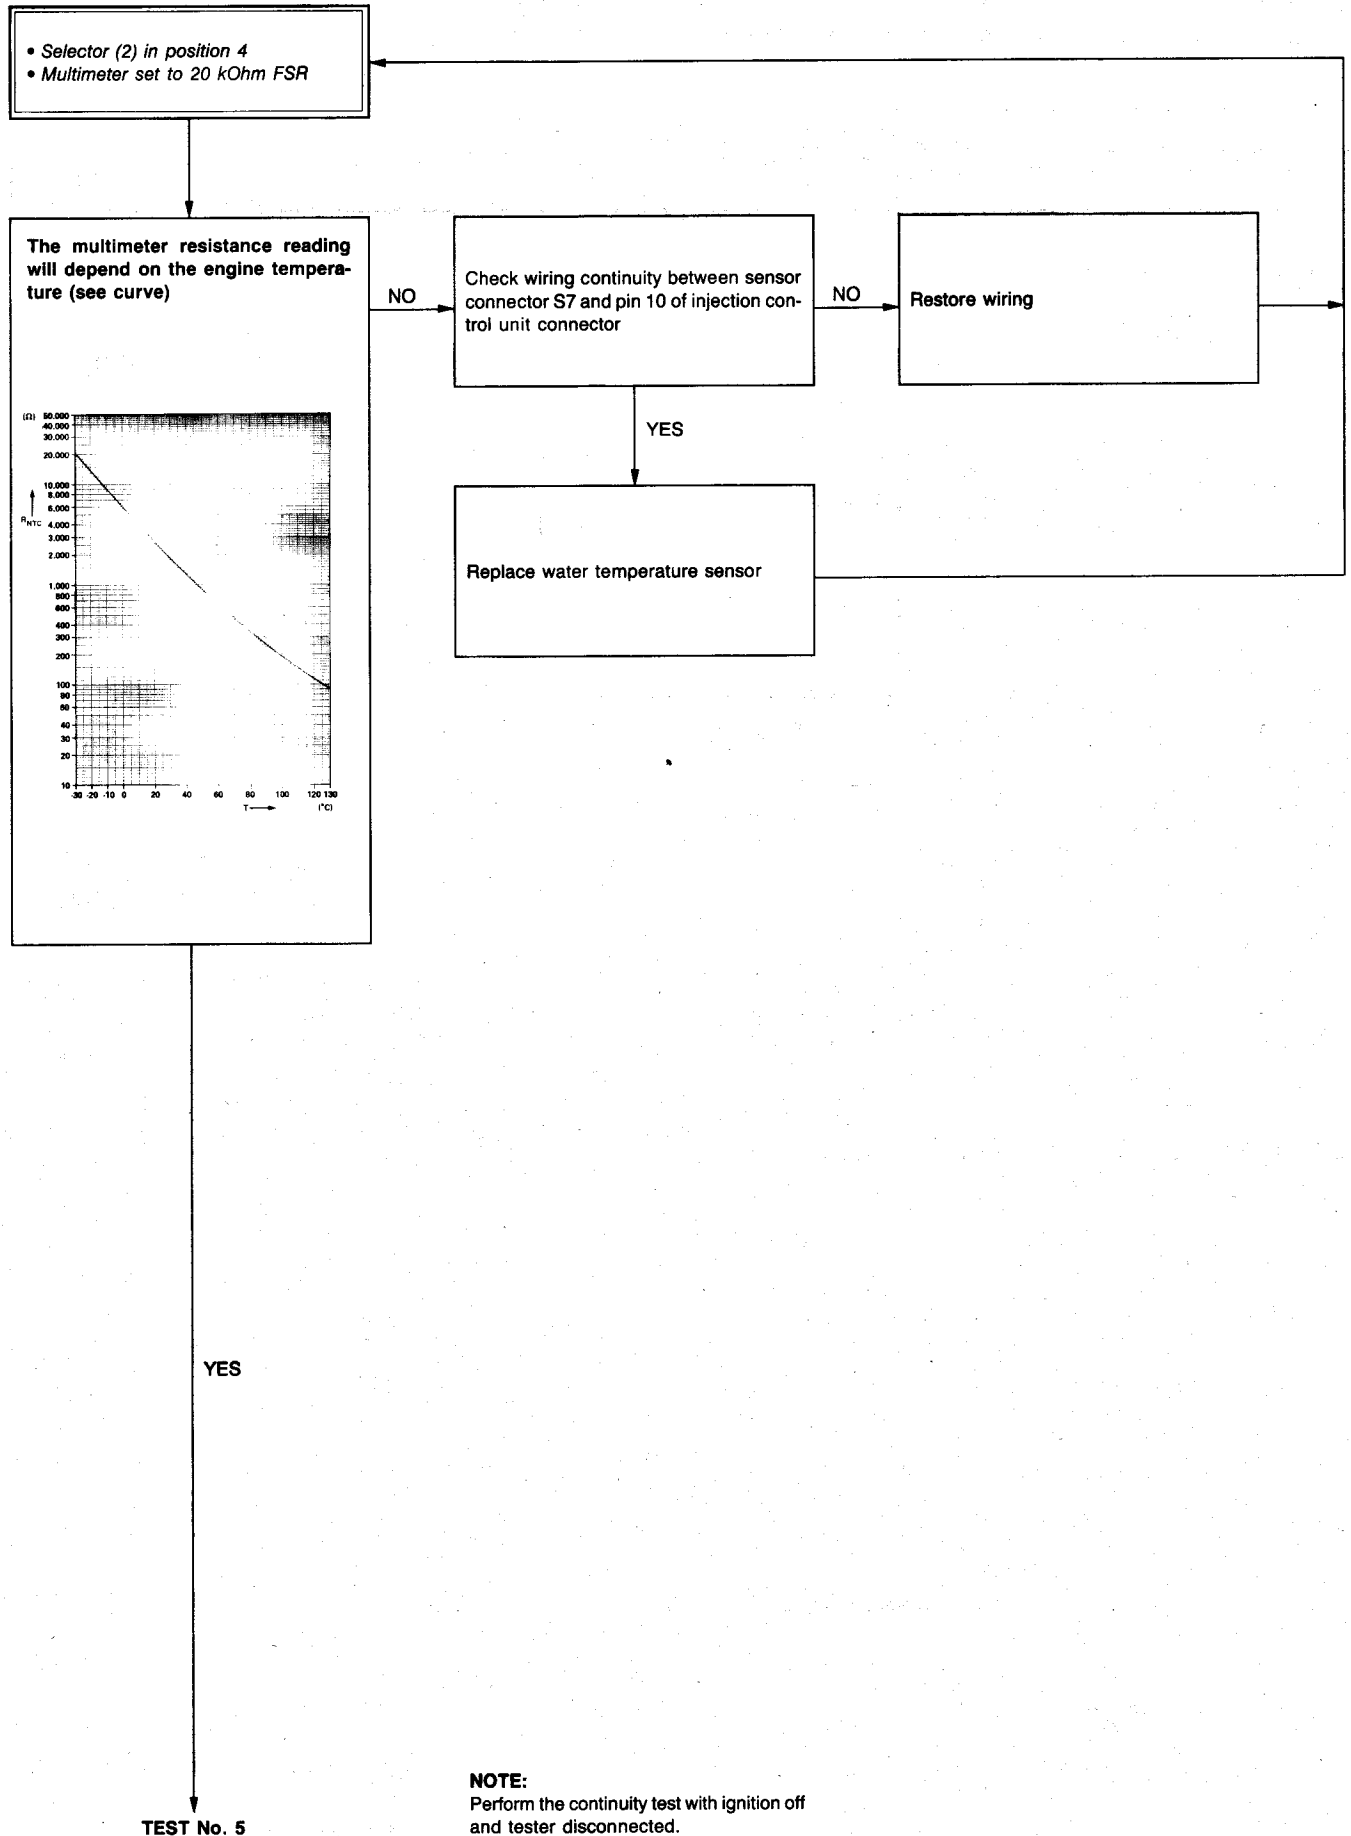 • Selector (2) in position 4
• Multimeter set to 20 kOhm FSR
The multimeter resistance reading
will depend on the engine tempera-
ture (see curve)
NO
Check wiring continuity between sensor
connector S7 and pin 10 of injection con-
trol unit connector
NO
Restore wiring
YES
Replace water temperature sensor
(Ω) 50.000
40.000
30.000
20.000
10.000
8.000
6.000
R NTC
4.000
3.000
2.000
1.000
800
600
400
300
200
100
80
60
40
30
20
10
-30 -20 -10 0 20 40 60 80 100 120 130
T (°C)
YES
TEST No. 5
NOTE:
Perform the continuity test with ignition off
and tester disconnected.